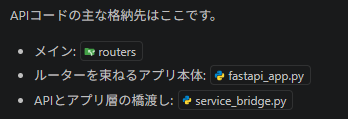 APIコードの主な格納先はここです。
• メイン: routers
• ルーターを束ねるアプリ本体: fastapi_app.py
• APIとアプリ層の橋渡し: service_bridge.py